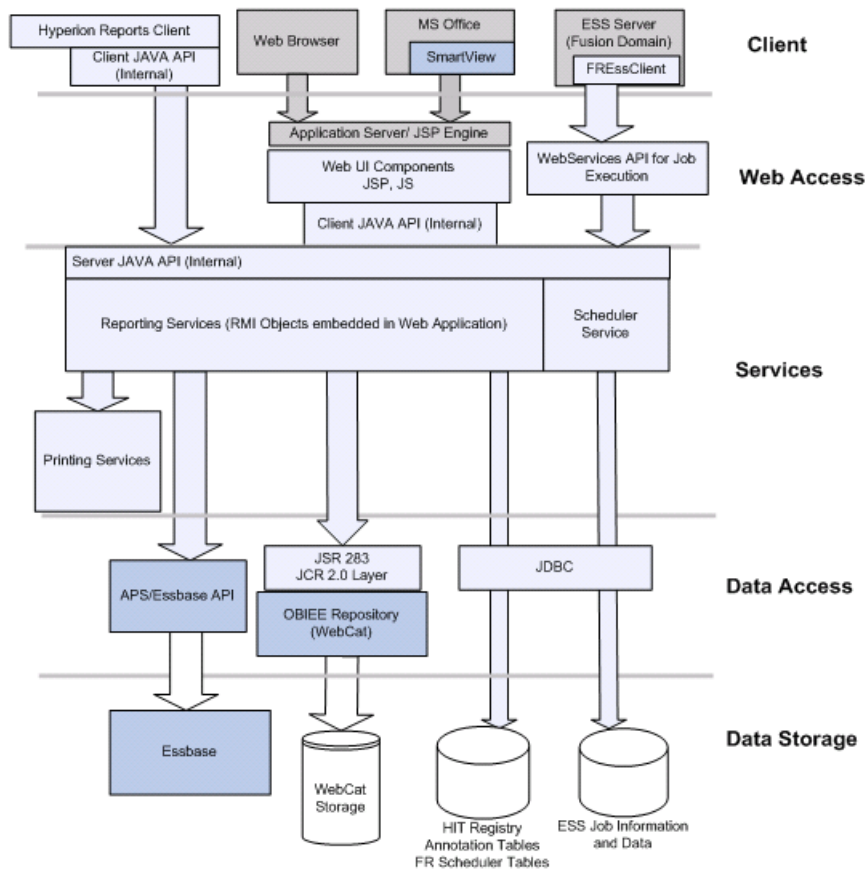 Hyperion Reports Client
Client JAVA API
(Internal)
Web Browser
MS Office
SmartView
ESS Server
(Fusion Domain)
FREssClient
Client
Application Server/ JSP Engine
Web UI Components
JSP, JS
Client JAVA API (Internal)
WebServices API for Job
Execution
Web Access
Server JAVA API (Internal)
Reporting Services (RMI Objects embedded in Web Application)
Scheduler
Service
Services
Printing Services
APS/Essbase API
JSR 283
JCR 2.0 Layer
OBIEE Repository
(WebCat)
JDBC
Data Access
Essbase
WebCat
Storage
HIT Registry
Annotation Tables
FR Scheduler Tables
ESS Job Information
and Data
Data Storage